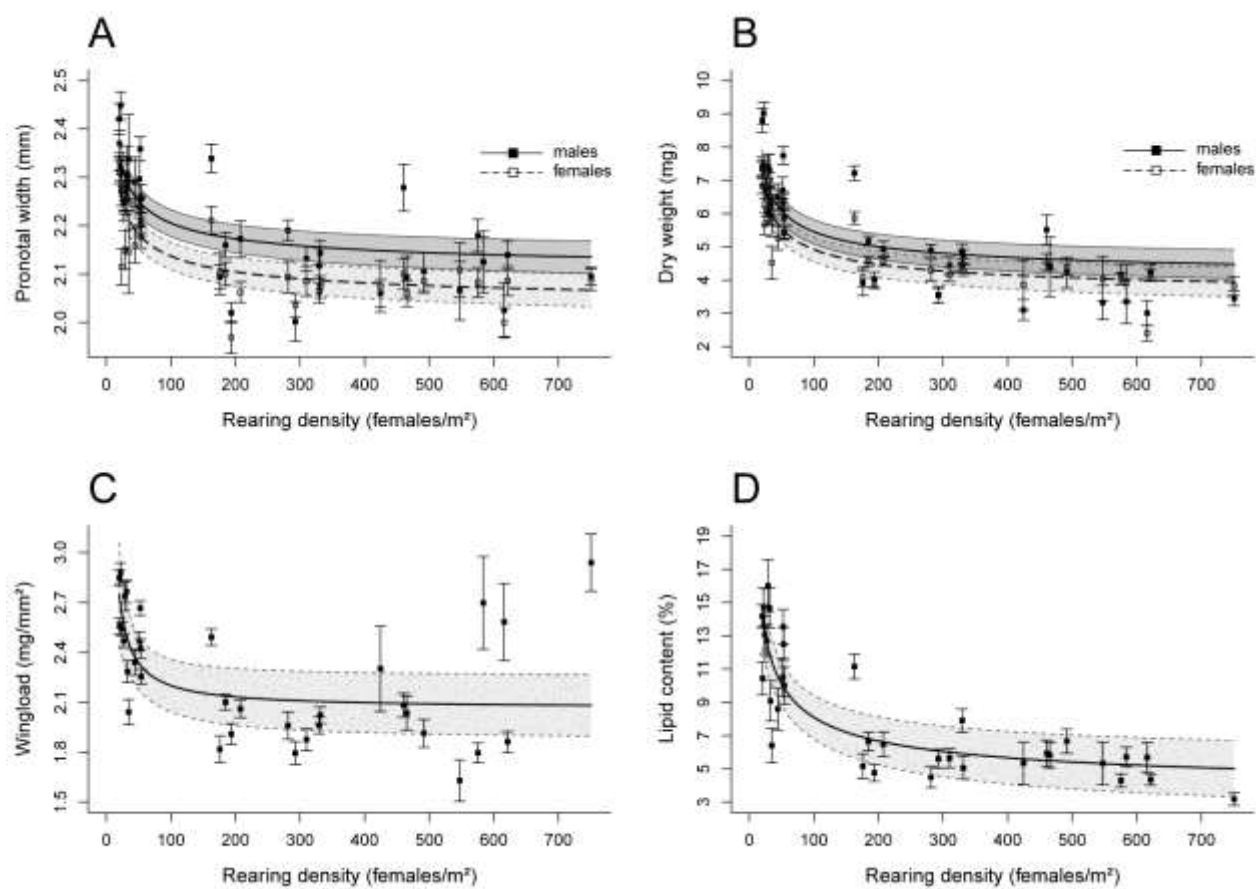 A
Pronotal width (mm)
2.5
2.4
2.3
2.2
2.1
2.0
males
females
0 100 200 300 400 500 600 700
Rearing density (females/m²)
B
Dry weight (mg)
10
9
8
7
6
5
4
3
2
males
females
0 100 200 300 400 500 600 700
Rearing density (females/m²)
C
Wingload (mg/mm²)
3.0
2.7
2.4
2.1
1.8
1.5
0 100 200 300 400 500 600 700
Rearing density (females/m²)
D
Lipid content (%)
19
17
15
13
11
9
7
5
3
0 100 200 300 400 500 600 700
Rearing density (females/m²)